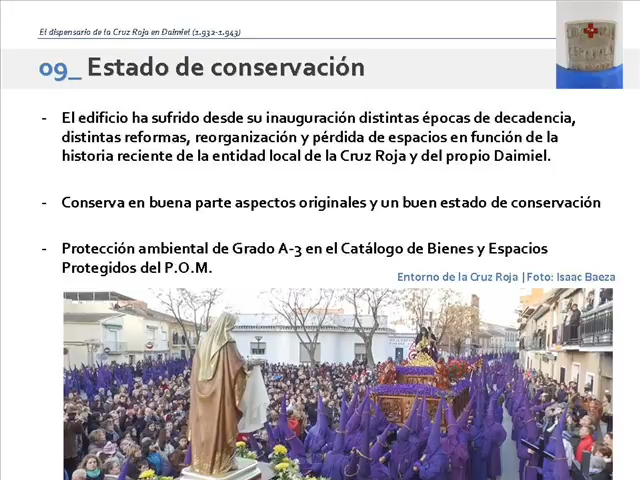 El dispensario de la Cruz Roja en Daimiel (1.932-1.943)
09_ Estado de conservación
- El edificio ha sufrido desde su inauguración distintas épocas de decadencia,
distintas reformas, reorganización y pérdida de espacios en función de la
historia reciente de la entidad local de la Cruz Roja y del propio Daimiel.
- Conserva en buena parte aspectos originales y un buen estado de conservación
- Protección ambiental de Grado A-3 en el Catálogo de Bienes y Espacios
Protegidos del P.O.M.
Entorno de la Cruz Roja |Foto: Isaac Baeza